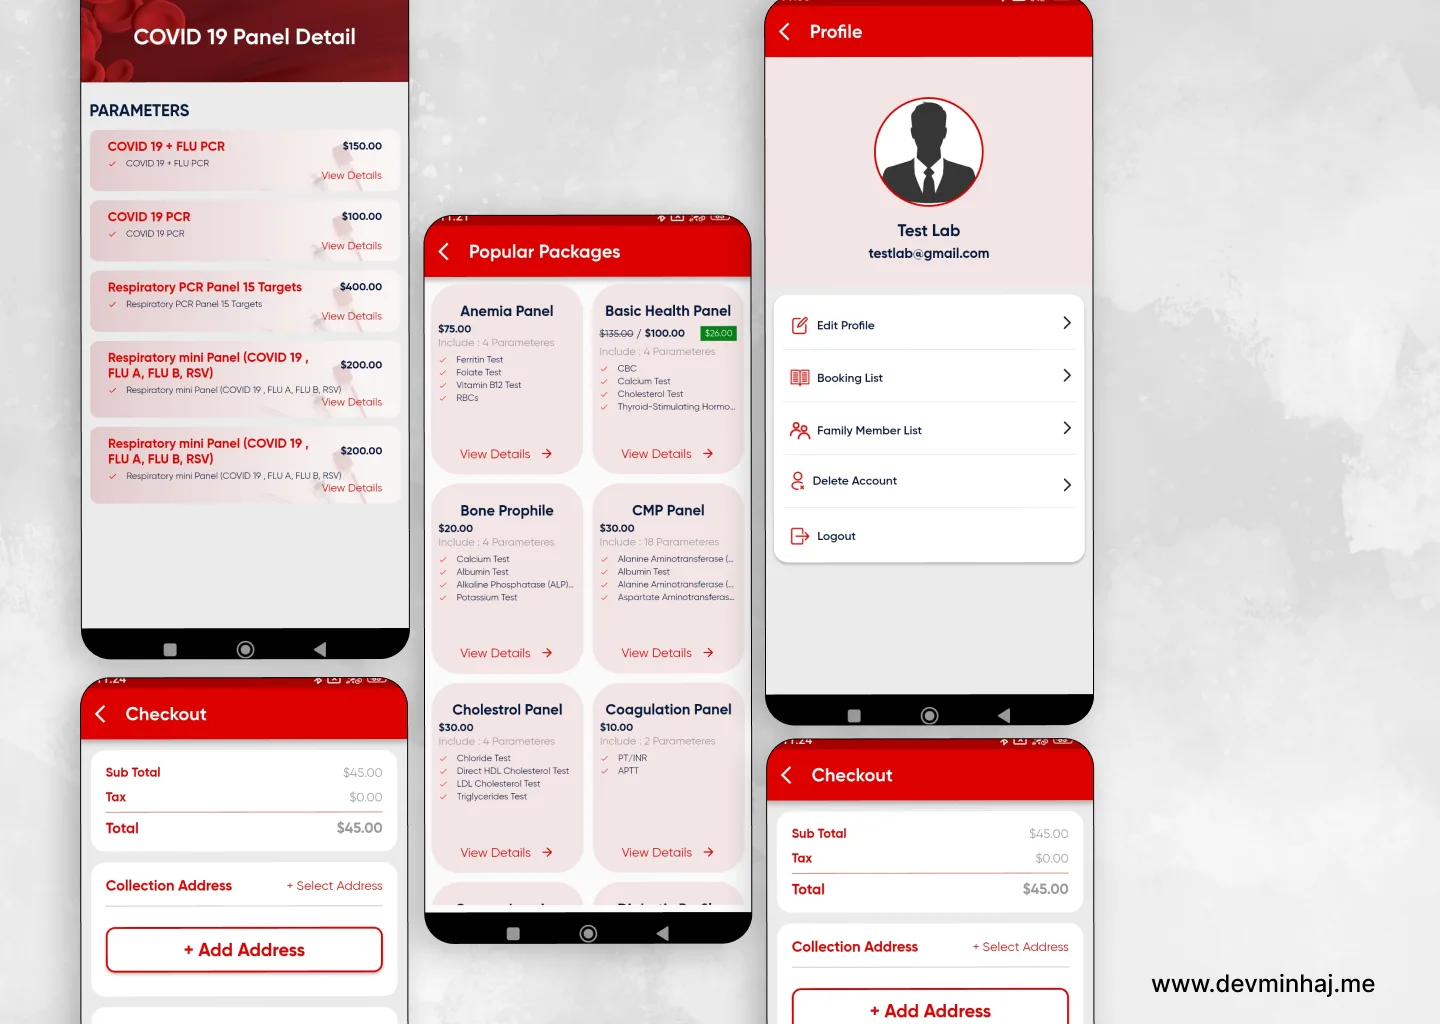 COVID 19 Panel Detail
PARAMETERS
COVID 19 + FLU PCR
$150.00
COVID 19 + FLU PCR
View Details
COVID 19 PCR
$100.00
COVID 19 PCR
View Details
Respiratory PCR Panel 15 Targets
$400.00
Respiratory PCR Panel 15 Targets
View Details
Respiratory mini Panel (COVID 19 ,
FLU A, FLU B, RSV)
$200.00
Respiratory mini Panel (COVID 19 , FLU A, FLU B, RSV)
View Details
Respiratory mini Panel (COVID 19 ,
FLU A, FLU B, RSV)
$200.00
Respiratory mini Panel (COVID 19 , FLU A, FLU B, RSV)
View Details
11:24
Checkout
Sub Total $45.00
Tax $0.00
Total $45.00
Collection Address + Select Address
+ Add Address
11:21
Popular Packages
Anemia Panel
$75.00
Include : 4 Parameteres
Ferritin Test
Folate Test
Vitamin B12 Test
RBCs
View Details
Basic Health Panel
$135.00 / $100.00 $26.00
Include : 4 Parameteres
CBC
Calcium Test
Cholesterol Test
Thyroid-Stimulating Hormo...
View Details
Bone Prophile
$20.00
Include : 4 Parameteres
Calcium Test
Albumin Test
Alkaline Phosphatase (ALP)...
Potassium Test
View Details
CMP Panel
$30.00
Include : 18 Parameteres
Alanine Aminotransferase (...
Albumin Test
Alanine Aminotransferase (...
Aspartate Aminotransferas...
View Details
Cholestrol Panel
$30.00
Include : 4 Parameteres
Chloride Test
Direct HDL Cholesterol Test
LDL Cholesterol Test
Triglycerides Test
View Details
Coagulation Panel
$10.00
Include : 2 Parameteres
PT/INR
APTT
View Details
Profile
Test Lab
testlab@gmail.com
Edit Profile
Booking List
Family Member List
Delete Account
Logout
11:24
Checkout
Sub Total $45.00
Tax $0.00
Total $45.00
Collection Address + Select Address
+ Add Address
www.devminhaj.me